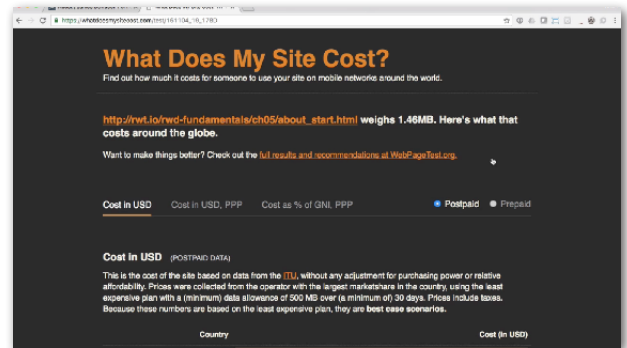 https://whatdoesmysitecost.com/test/161104_16_178D
What Does My Site Cost?
Find out how much it costs for someone to use your site on mobile networks around the world.
http://rwt.io/rwd-fundamentals/ch05/about_start.html weighs 1.46MB. Here's what that
costs around the globe.
Want to make things better? Check out the full results and recommendations at WebPageTest.org.
Cost in USD Cost in USD, PPP Cost as % of GNI, PPP Postpaid Prepaid
Cost in USD (POSTPAID DATA)
This is the cost of the site based on data from the ITU, without any adjustment for purchasing power or relative
affordability. Prices were collected from the operator with the largest marketshare in the country, using the least
expensive plan with a (minimum) data allowance of 500 MB over (a minimum of) 30 days. Prices include taxes.
Because these numbers are based on the least expensive plan, they are best case scenarios.
Country Cost (in USD)